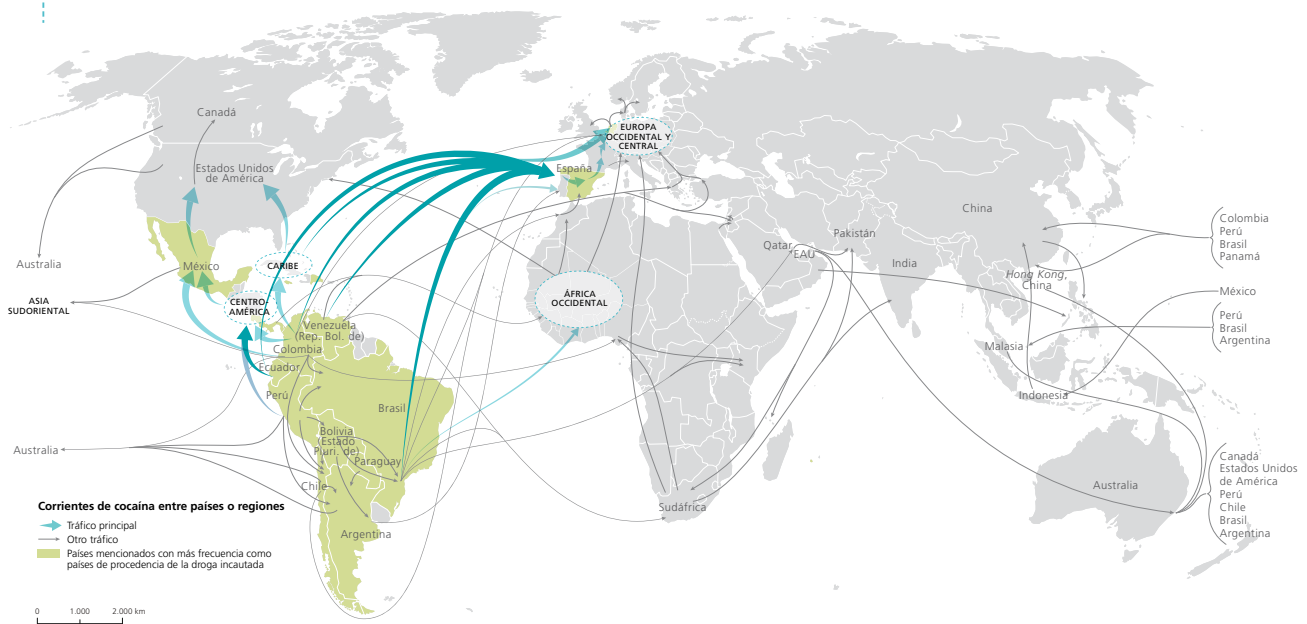 Canadá
Estados Unidos
de América
México
CARIBE
CENTRO-
AMÉRICA
Venezuela
(Rep. Bol. de)
Colombia
Ecuador
Perú
Brasil
Bolivia
(Estado
Pluri. de)
Paraguay
Chile
Argentina
Australia
ASIA
SUDORIENTAL
Australia
EUROPA
OCCIDENTAL Y
CENTRAL
España
ÁFRICA
OCCIDENTAL
Sudáfrica
Qatar
EAU
Pakistán
India
China
Hong Kong,
China
Malasia
Indonesia
Australia
Colombia
Perú
Brasil
Panamá
México
Perú
Brasil
Argentina
Canadá
Estados Unidos
de América
Perú
Chile
Brasil
Argentina
Corrientes de cocaína entre países o regiones
Tráfico principal
Otro tráfico
Países mencionados con más frecuencia como
países de procedencia de la droga incautada
0 1.000 2.000 km